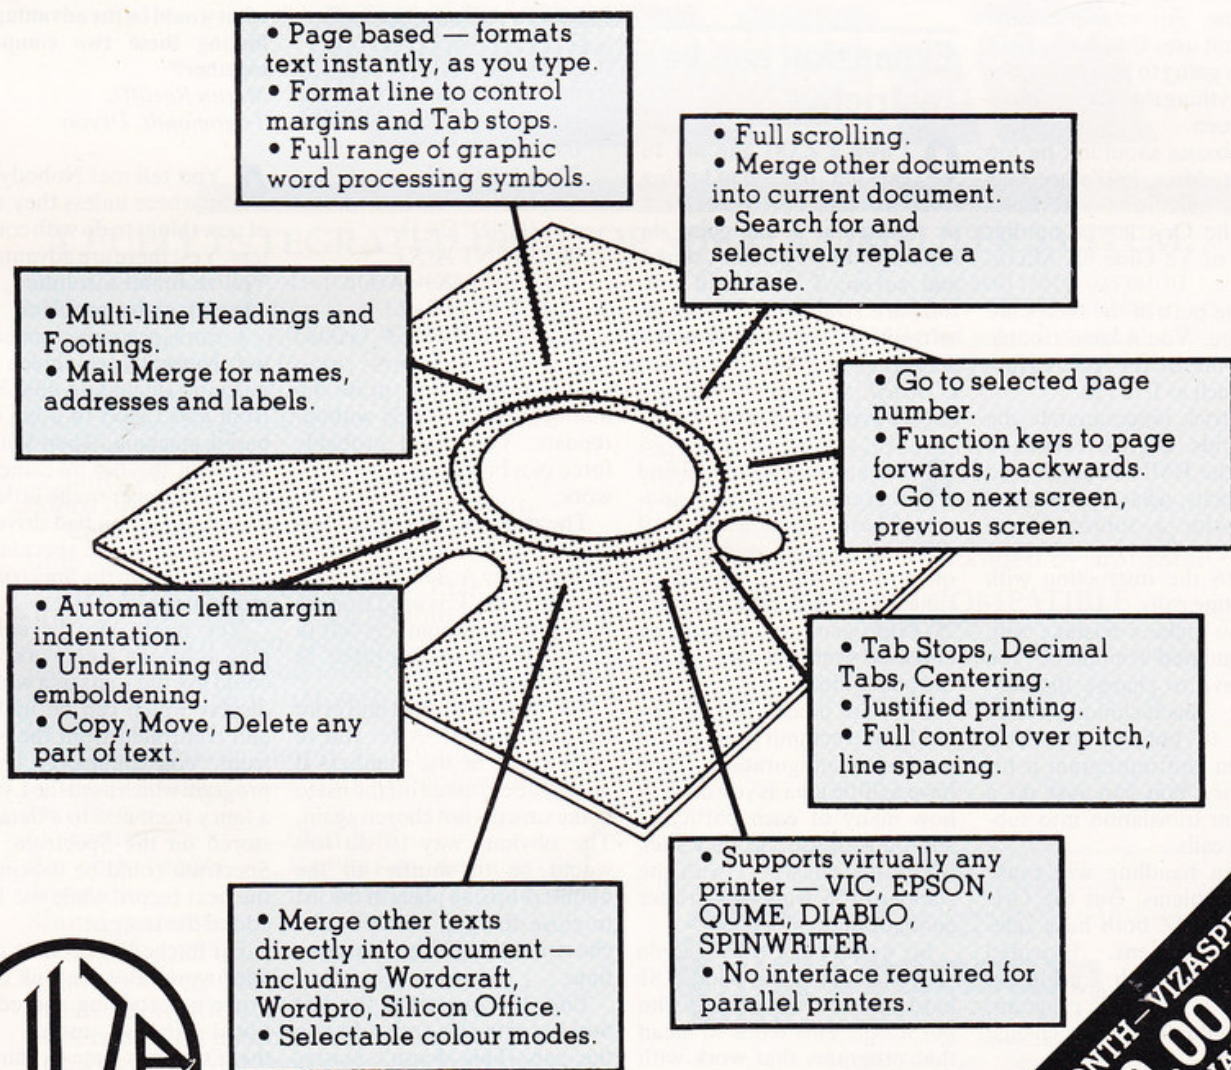 • Page based — formats
text instantly, as you type.
• Format line to control
margins and Tab stops.
• Full range of graphic
word processing symbols.
• Full scrolling.
• Merge other documents
into current document.
• Search for and
selectively replace a
phrase.
• Multi-line Headings and
Footings.
• Mail Merge for names,
addresses and labels.
• Go to selected page
number.
• Function keys to page
forwards, backwards.
• Go to next screen,
previous screen.
• Automatic left margin
indentation.
• Underlining and
emboldening.
• Copy, Move, Delete any
part of text.
• Tab Stops, Decimal
Tabs, Centering.
• Justified printing.
• Full control over pitch,
line spacing.
• Supports virtually any
printer — VIC, EPSON,
QUME, DIABLO,
SPINWRITER.
• No interface required for
parallel printers.
• Merge other texts
directly into document —
including Wordcraft,
Wordpro, Silicon Office.
• Selectable colour modes.